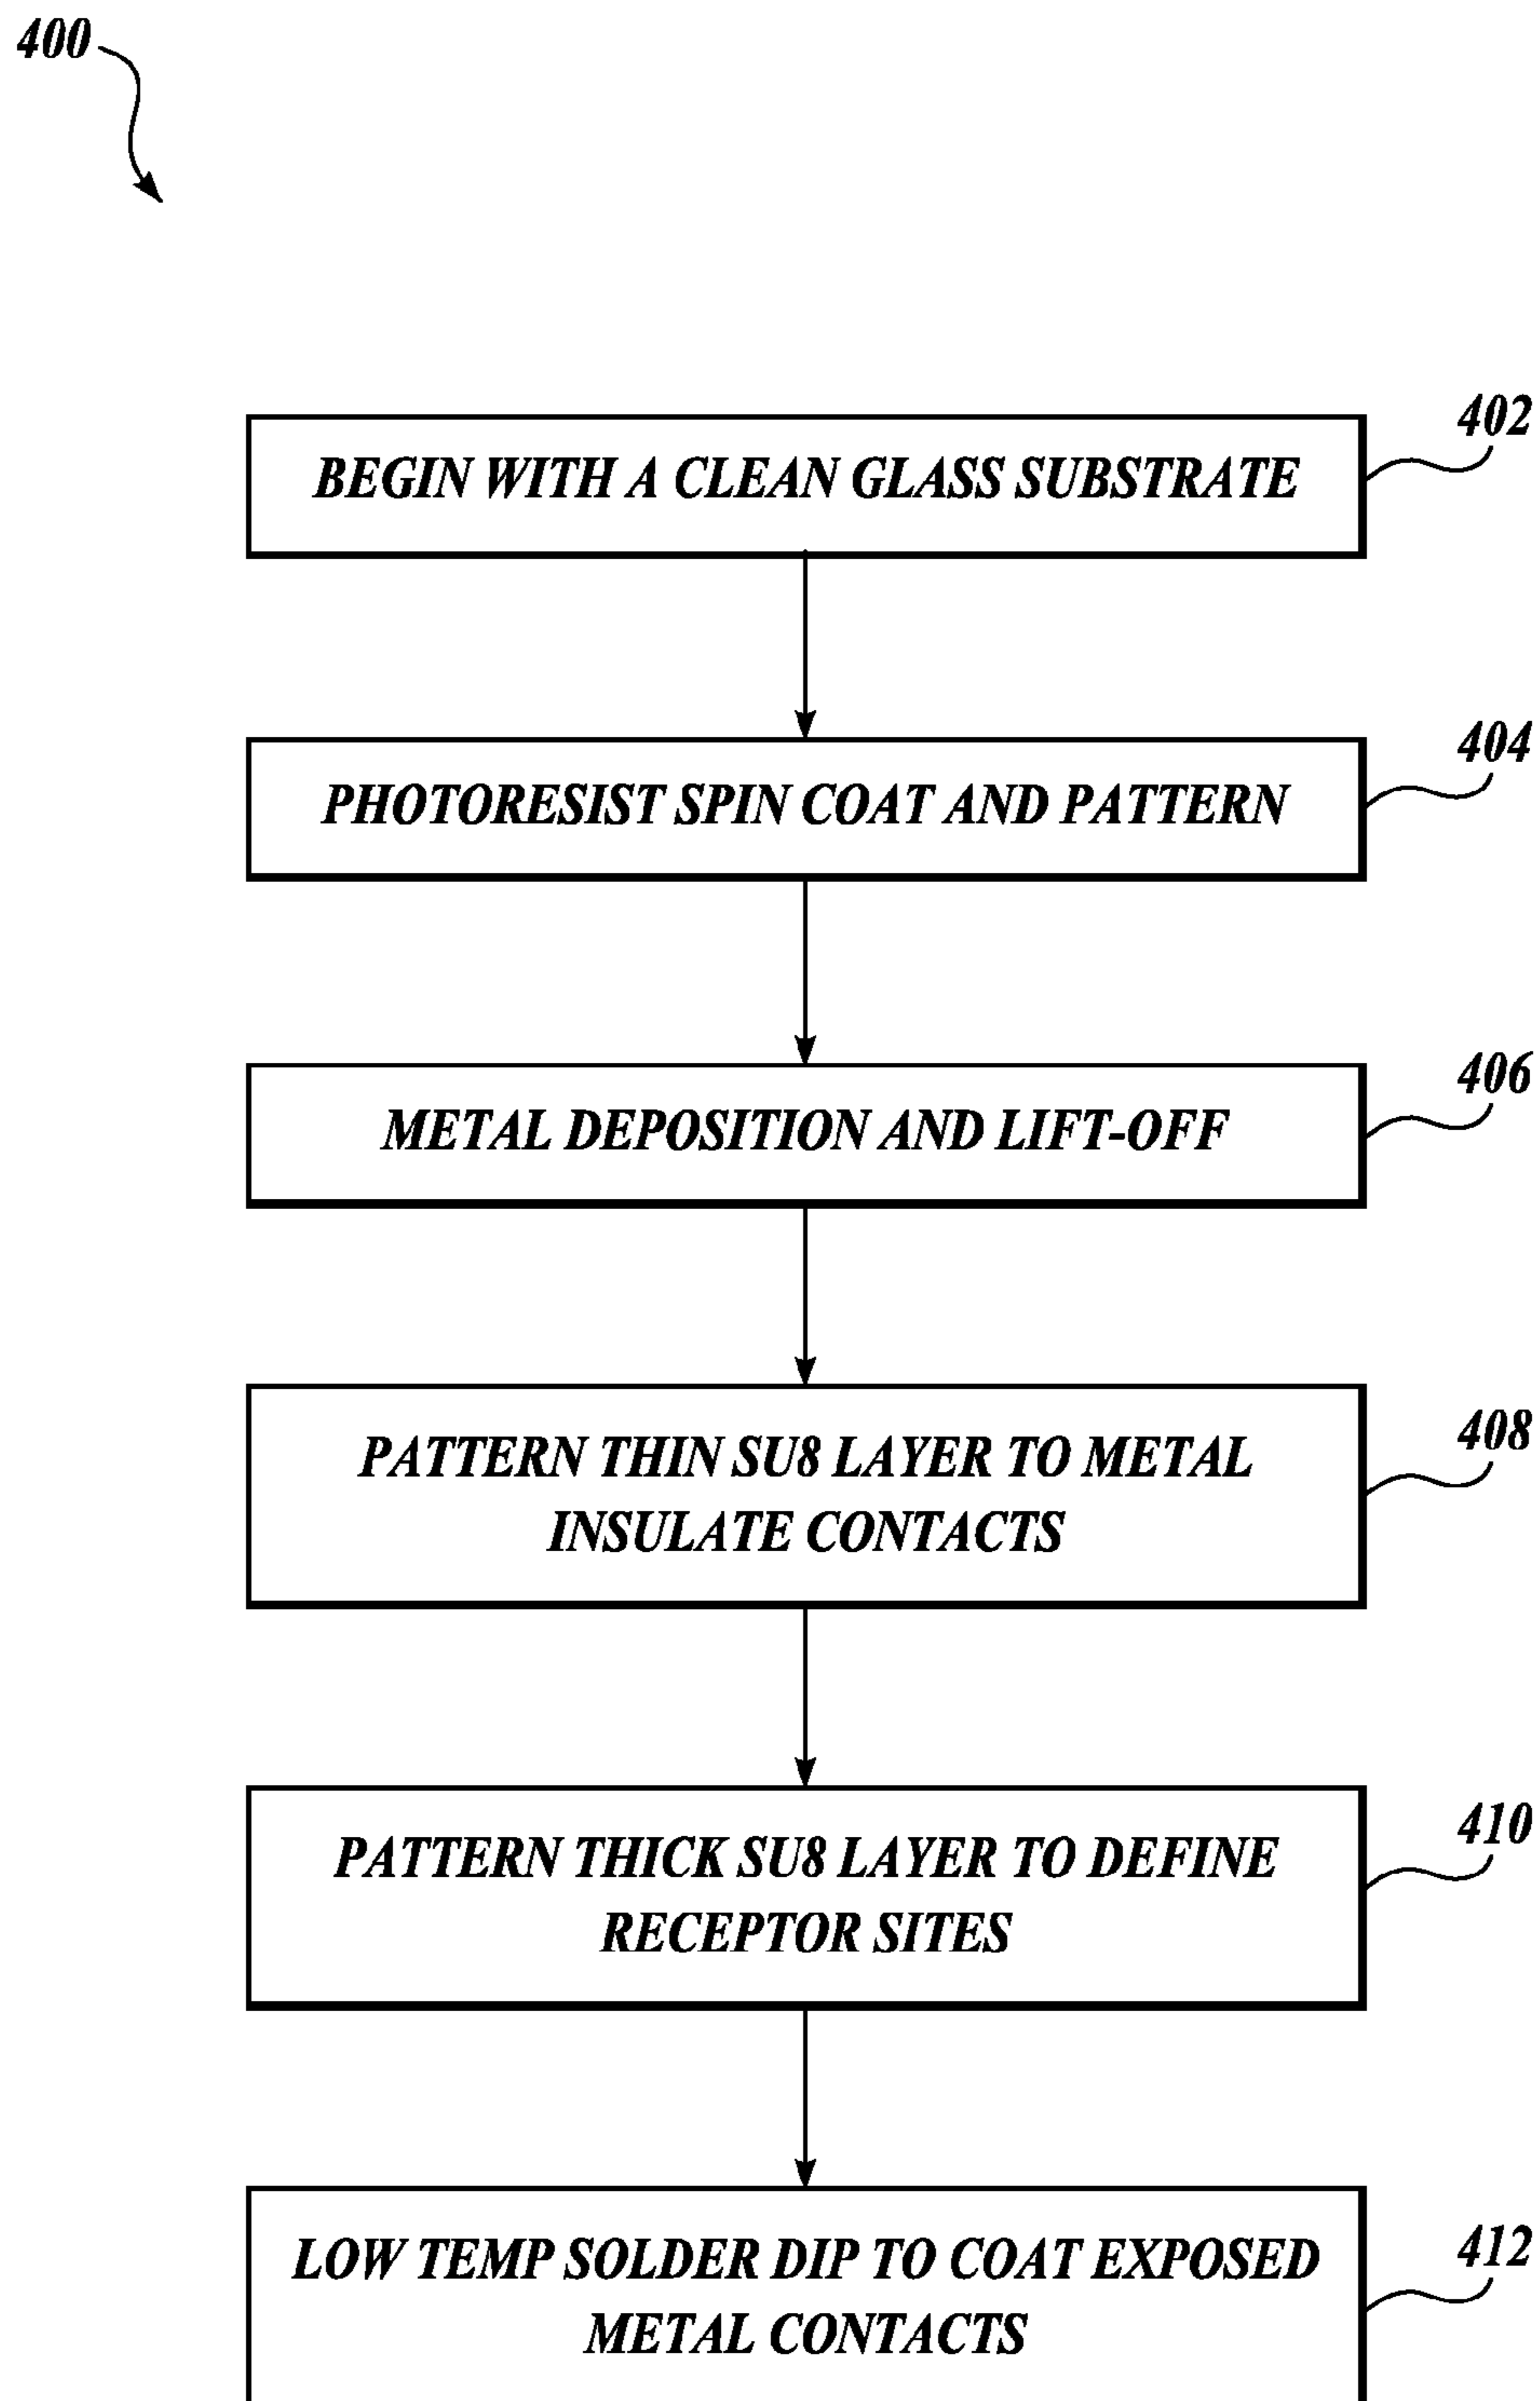 400
BEGIN WITH A CLEAN GLASS SUBSTRATE
402
PHOTORESIST SPIN COAT AND PATTERN
404
METAL DEPOSITION AND LIFT-OFF
406
PATTERN THIN SU8 LAYER TO METAL
INSULATE CONTACTS
408
PATTERN THICK SU8 LAYER TO DEFINE
RECEPTOR SITES
410
LOW TEMP SOLDER DIP TO COAT EXPOSED
METAL CONTACTS
412